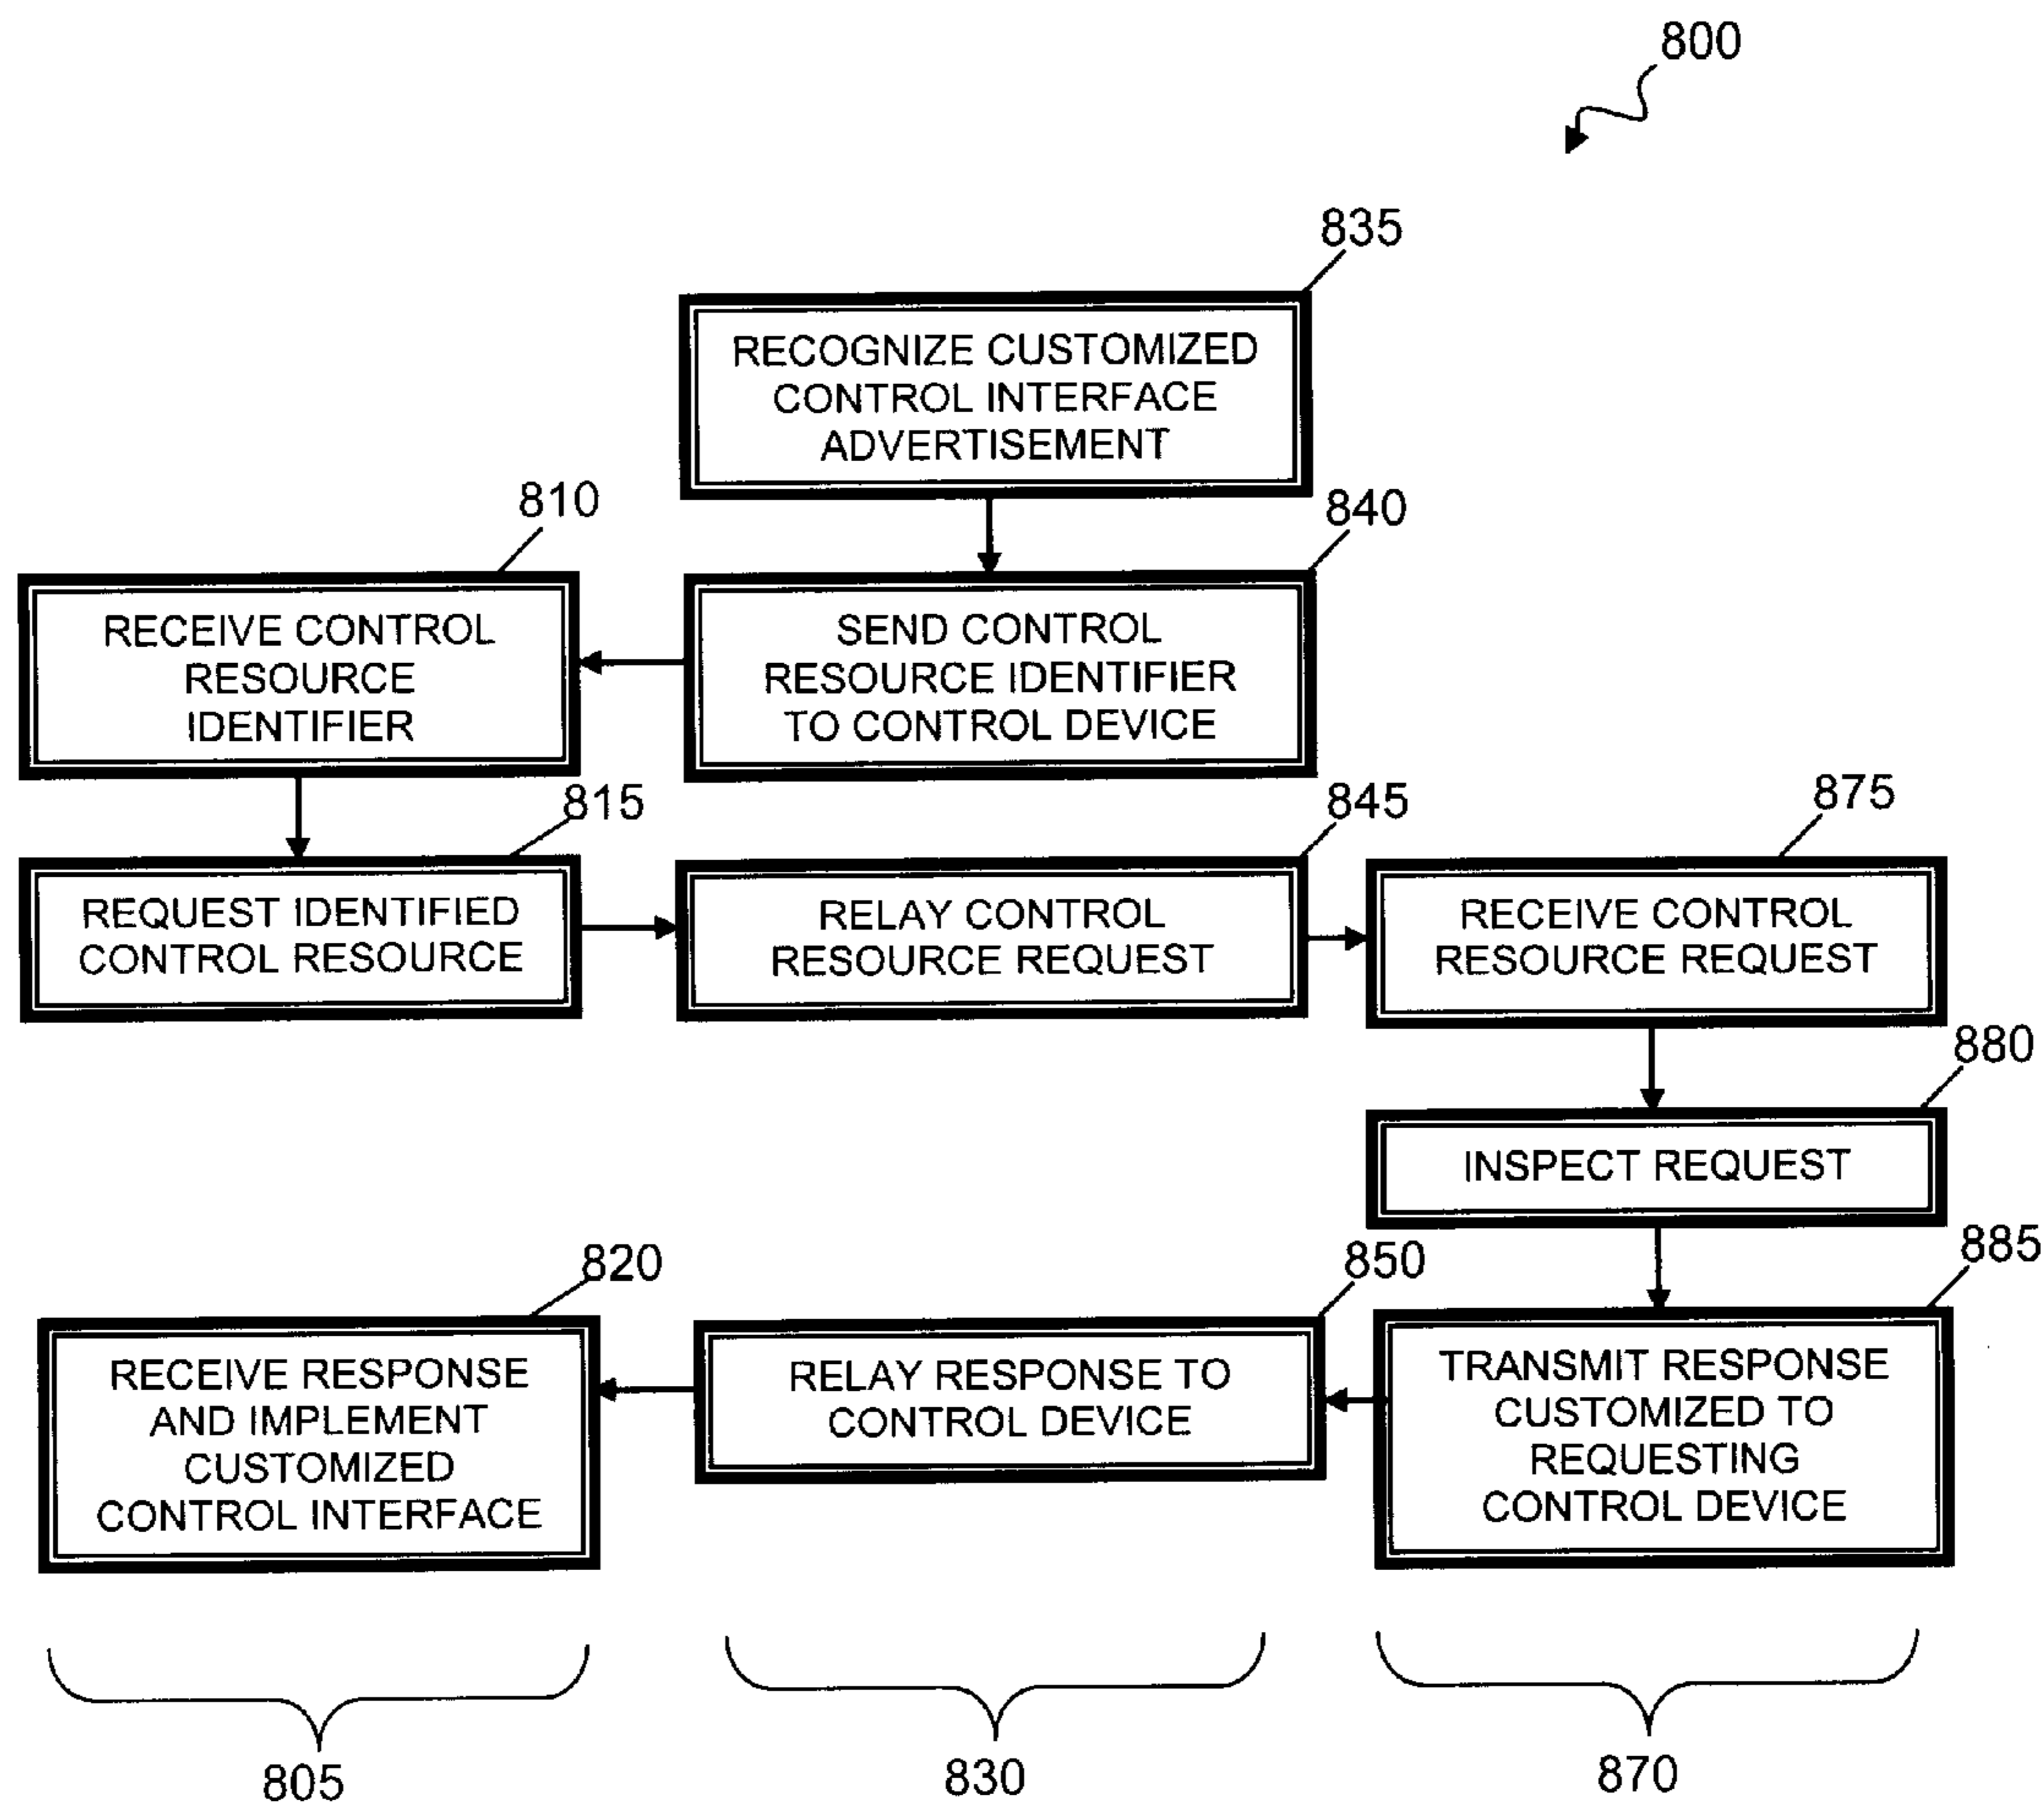 800
835
RECOGNIZE CUSTOMIZED
CONTROL INTERFACE
ADVERTISEMENT
810
840
RECEIVE CONTROL
RESOURCE
IDENTIFIER
SEND CONTROL
RESOURCE IDENTIFIER
TO CONTROL DEVICE
815
845
875
REQUEST IDENTIFIED
CONTROL RESOURCE
RELAY CONTROL
RESOURCE REQUEST
RECEIVE CONTROL
RESOURCE REQUEST
880
INSPECT REQUEST
820
850
885
RECEIVE RESPONSE
AND IMPLEMENT
CUSTOMIZED
CONTROL INTERFACE
RELAY RESPONSE TO
CONTROL DEVICE
TRANSMIT RESPONSE
CUSTOMIZED TO
REQUESTING
CONTROL DEVICE
805
830
870